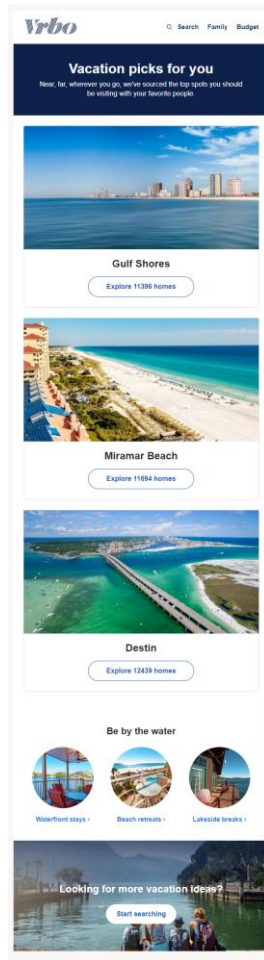 Vrbo
Search Family Budget
Vacation picks for you
Near, far, wherever you go, we've sourced the top spots you should
be visiting with your favorite people.
Gulf Shores
Explore 11396 homes
Miramar Beach
Explore 11694 homes
Destin
Explore 12439 homes
Be by the water
Waterfront stays ›
Beach retreats ›
Lakeside breaks ›
Looking for more vacation ideas?
Start searching